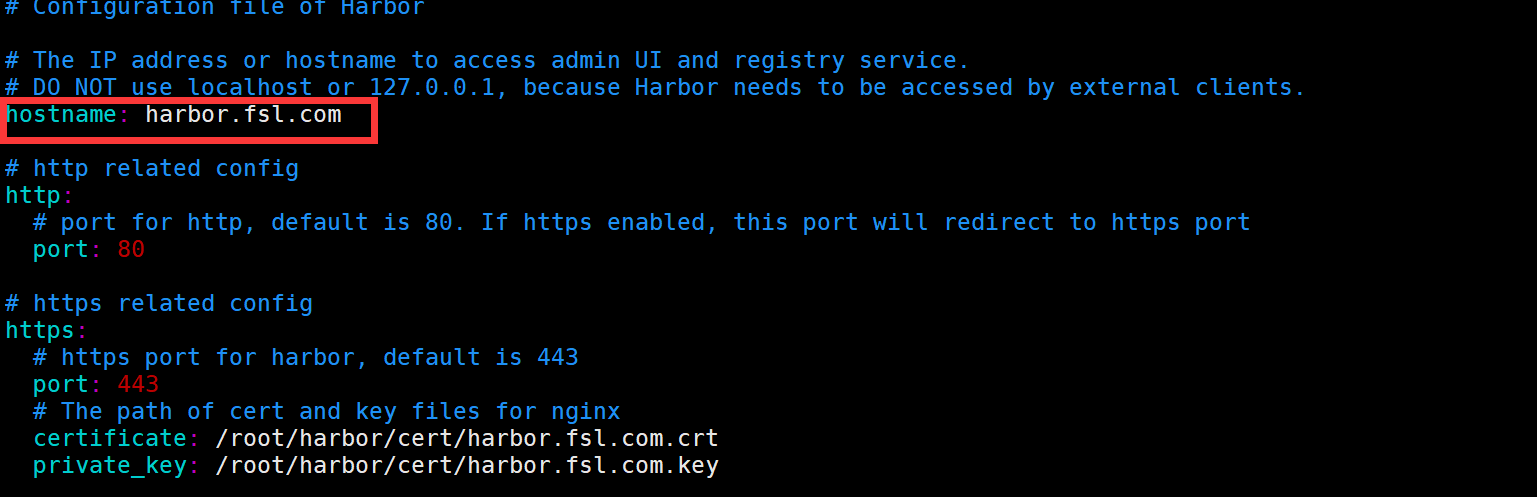 # Configuration file of Harbor
# The IP address or hostname to access admin UI and registry service.
# DO NOT use localhost or 127.0.0.1, because Harbor needs to be accessed by external clients.
hostname: harbor.fsl.com
# http related config
http:
  # port for http, default is 80. If https enabled, this port will redirect to https port
  port: 80
# https related config
https:
  # https port for harbor, default is 443
  port: 443
  # The path of cert and key files for nginx
  certificate: /root/harbor/cert/harbor.fsl.com.crt
  private_key: /root/harbor/cert/harbor.fsl.com.key